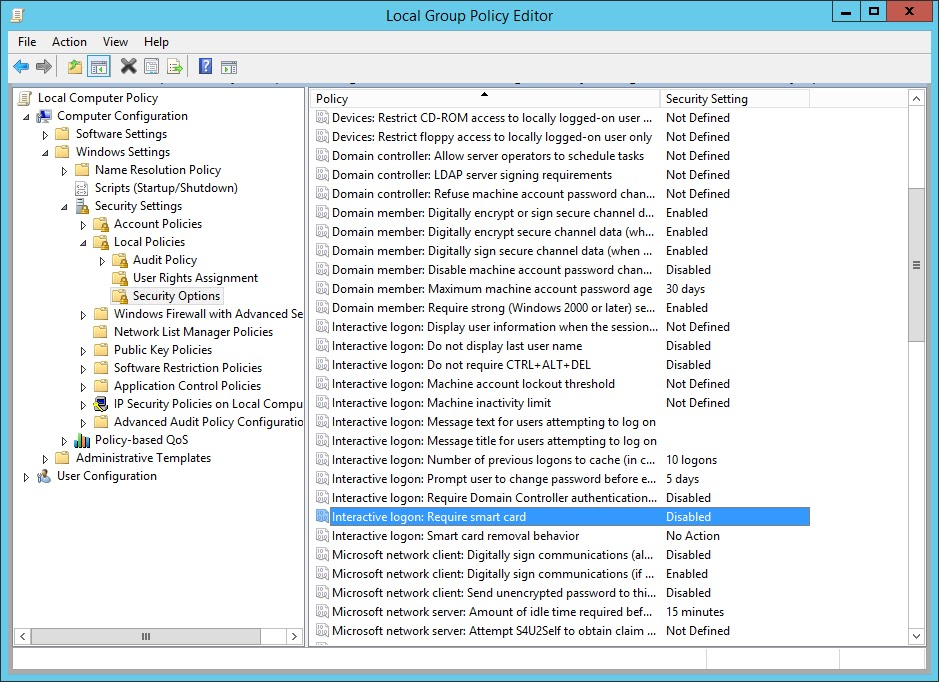 Local Group Policy Editor
File Action View Help
Local Computer Policy
Computer Configuration
Software Settings
Windows Settings
Name Resolution Policy
Scripts (Startup/Shutdown)
Security Settings
Account Policies
Local Policies
Audit Policy
User Rights Assignment
Security Options
Windows Firewall with Advanced Se
Network List Manager Policies
Public Key Policies
Software Restriction Policies
Application Control Policies
IP Security Policies on Local Compu
Advanced Audit Policy Configuratio
Policy-based QoS
Administrative Templates
User Configuration
Policy Security Setting
Devices: Restrict CD-ROM access to locally logged-on user ... Not Defined
Devices: Restrict floppy access to locally logged-on user only Not Defined
Domain controller: Allow server operators to schedule tasks Not Defined
Domain controller: LDAP server signing requirements Not Defined
Domain controller: Refuse machine account password chan... Not Defined
Domain member: Digitally encrypt or sign secure channel d... Enabled
Domain member: Digitally encrypt secure channel data (wh... Enabled
Domain member: Digitally sign secure channel data (when ... Enabled
Domain member: Disable machine account password chan... Disabled
Domain member: Maximum machine account password age 30 days
Domain member: Require strong (Windows 2000 or later) se... Enabled
Interactive logon: Display user information when the session... Not Defined
Interactive logon: Do not display last user name Disabled
Interactive logon: Do not require CTRL+ALT+DEL Disabled
Interactive logon: Machine account lockout threshold Not Defined
Interactive logon: Machine inactivity limit Not Defined
Interactive logon: Message text for users attempting to log on
Interactive logon: Message title for users attempting to log on
Interactive logon: Number of previous logons to cache (in c... 10 logons
Interactive logon: Prompt user to change password before e... 5 days
Interactive logon: Require Domain Controller authentication... Disabled
Interactive logon: Require smart card Disabled
Interactive logon: Smart card removal behavior No Action
Microsoft network client: Digitally sign communications (al... Disabled
Microsoft network client: Digitally sign communications (if ... Enabled
Microsoft network client: Send unencrypted password to thi... Disabled
Microsoft network server: Amount of idle time required bef... 15 minutes
Microsoft network server: Attempt S4U2Self to obtain claim ... Not Defined